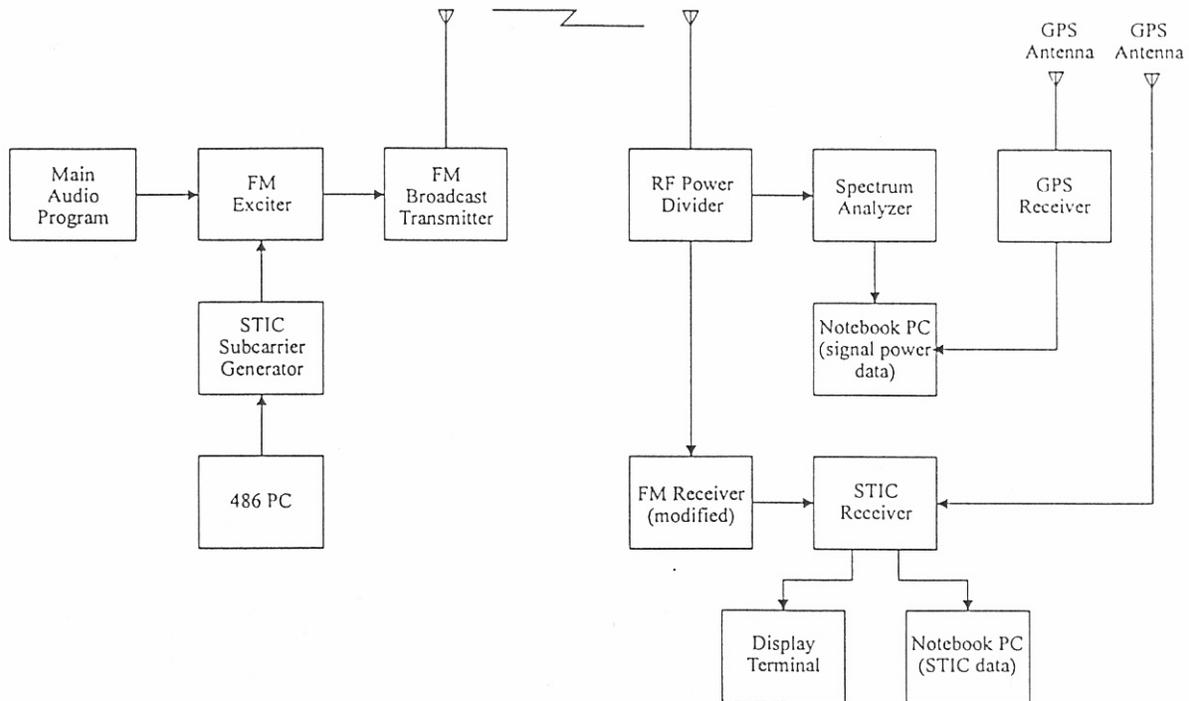 GPS
Antenna
GPS
Antenna
Main
Audio
Program
FM
Exciter
FM
Broadcast
Transmitter
RF Power
Divider
Spectrum
Analyzer
GPS
Receiver
STIC
Subcarrier
Generator
Notebook PC
(signal power
data)
486 PC
FM Receiver
(modified)
STIC
Receiver
Display
Terminal
Notebook PC
(STIC data)